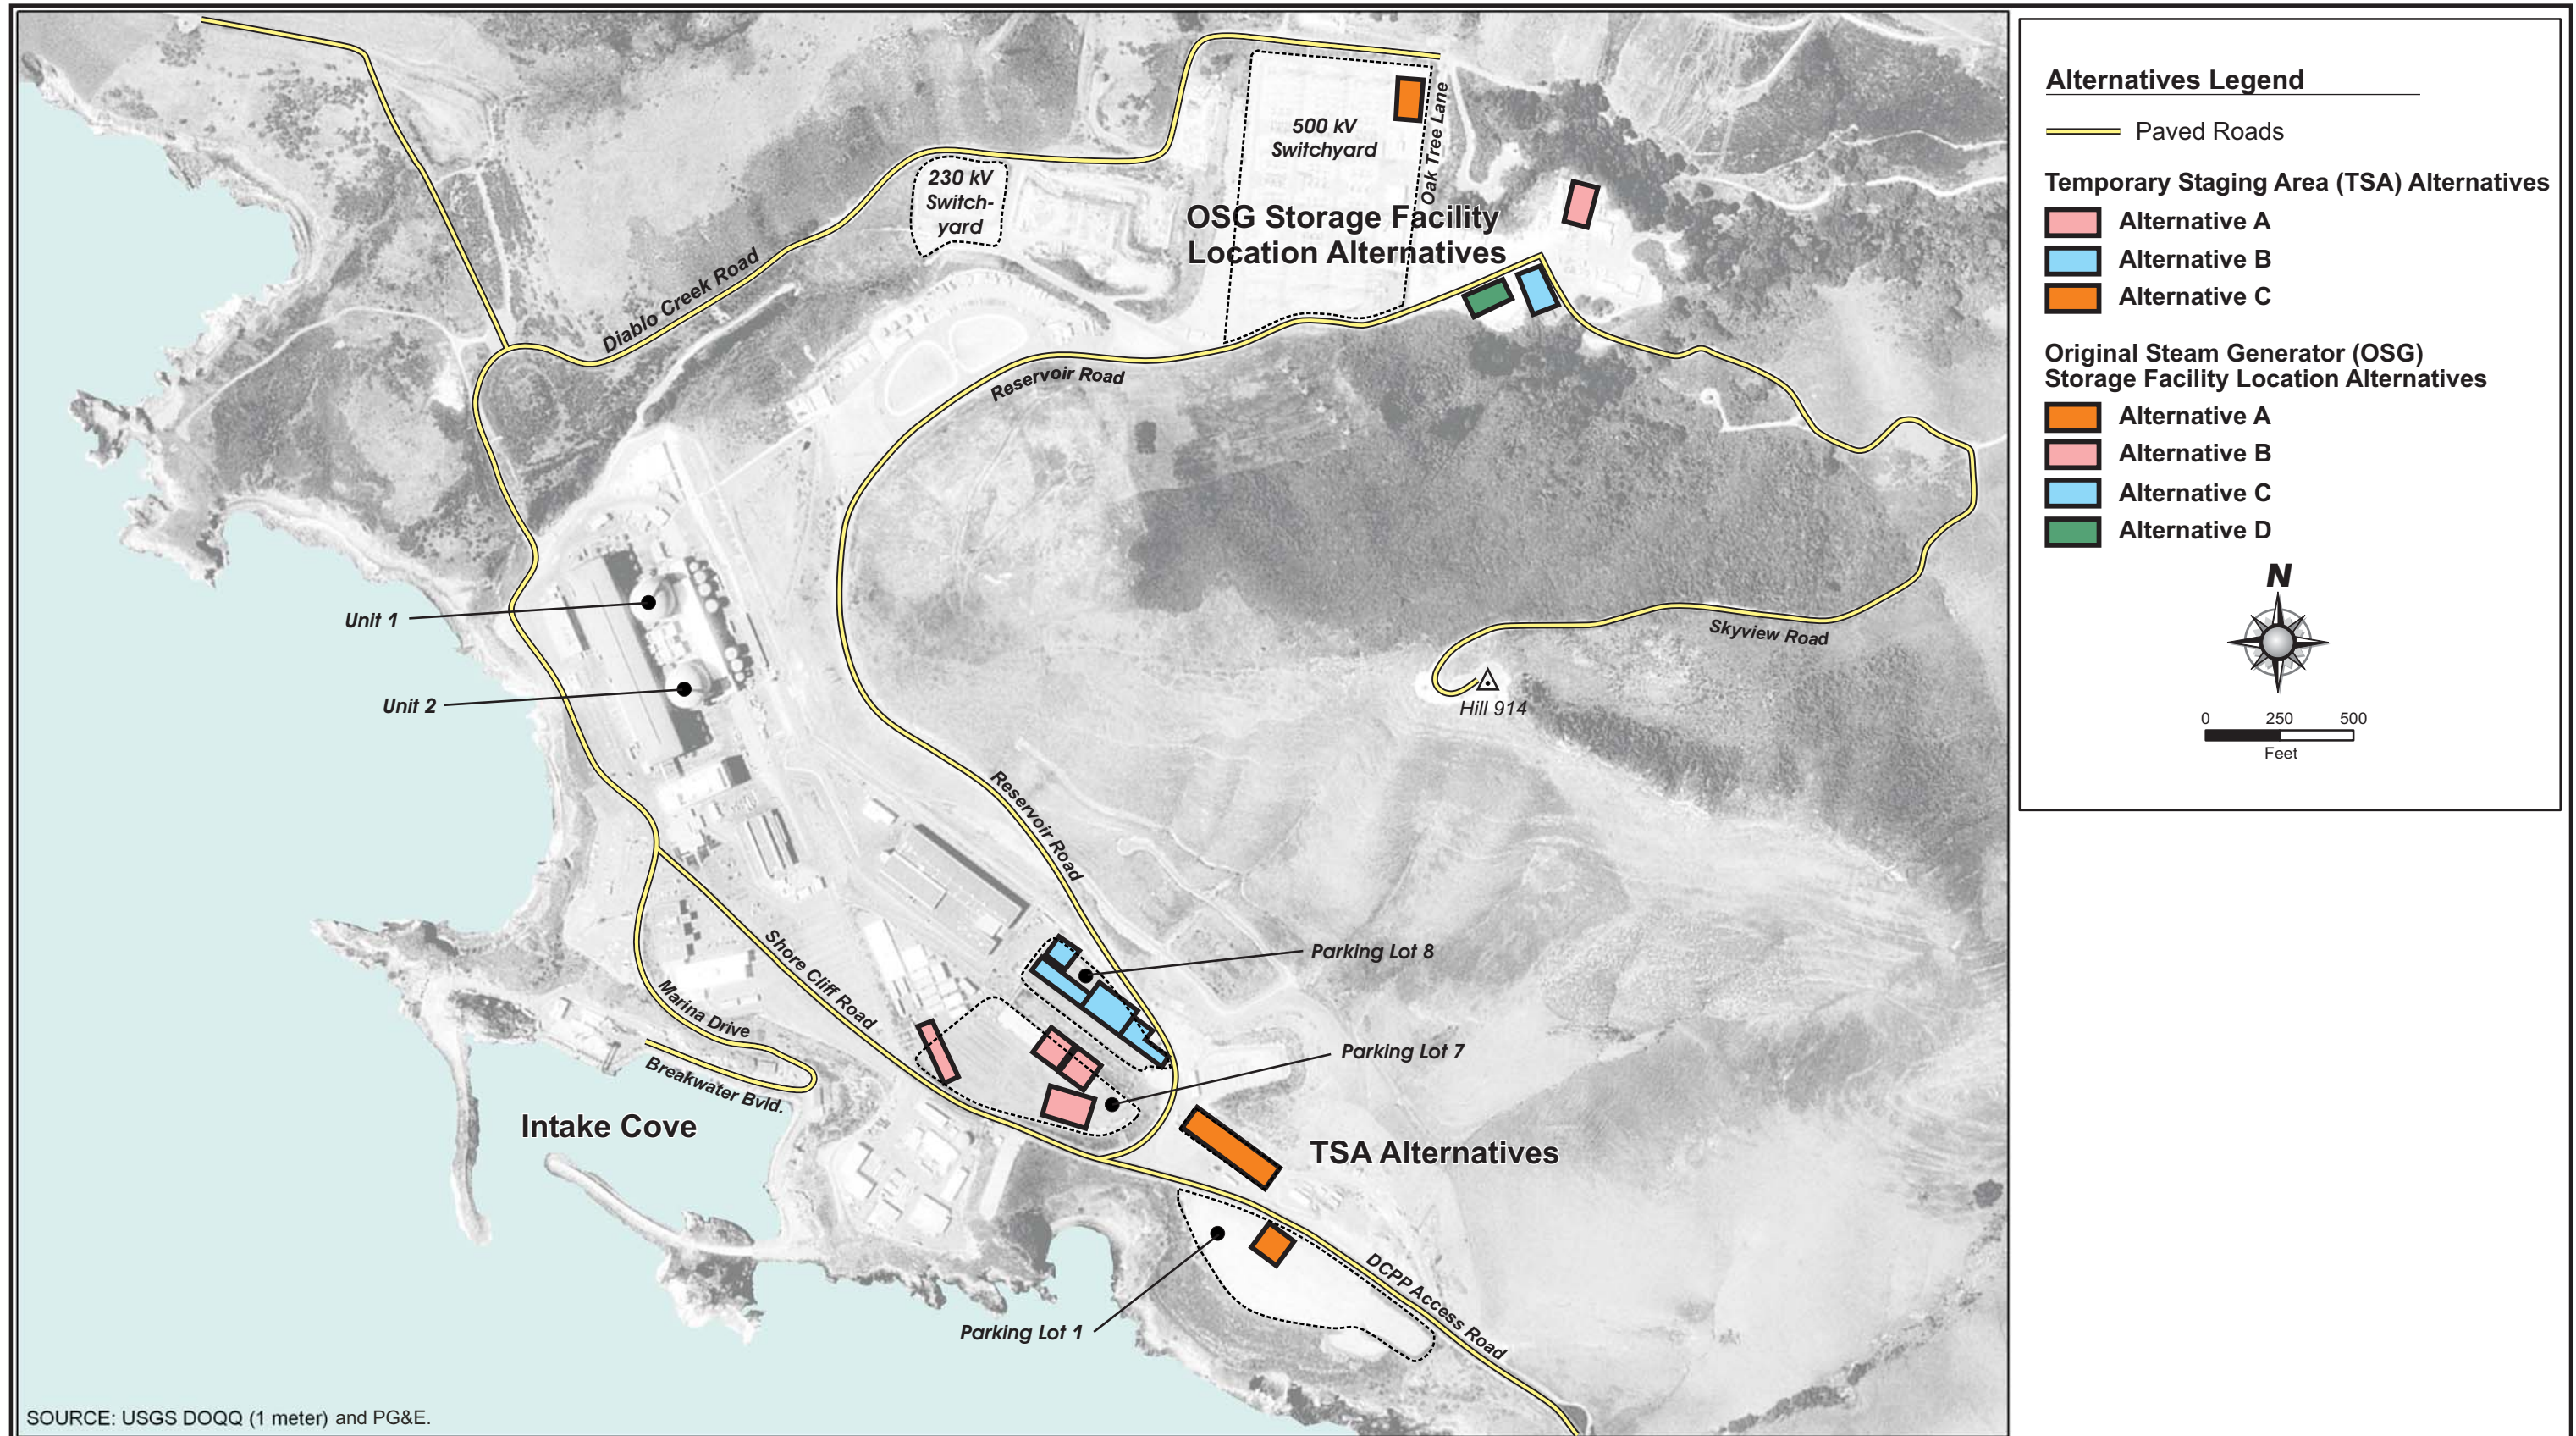 500 kV
Switchyard
Oak Tree Lane
230 kV
Switch-
yard
OSG Storage Facility
Location Alternatives
Diablo Creek Road
Reservoir Road
Unit 1
Unit 2
Skyview Road
Hill 914
Reservoir Road
Parking Lot 8
Shore Cliff Road
Marina Drive
Parking Lot 7
Breakwater Bvld.
Intake Cove
TSA Alternatives
DCPP Access Road
Parking Lot 1
SOURCE: USGS DOQQ (1 meter) and PG&E.
Alternatives Legend
Paved Roads
Temporary Staging Area (TSA) Alternatives
Alternative A
Alternative B
Alternative C
Original Steam Generator (OSG)
Storage Facility Location Alternatives
Alternative A
Alternative B
Alternative C
Alternative D
N
0 250 500
Feet